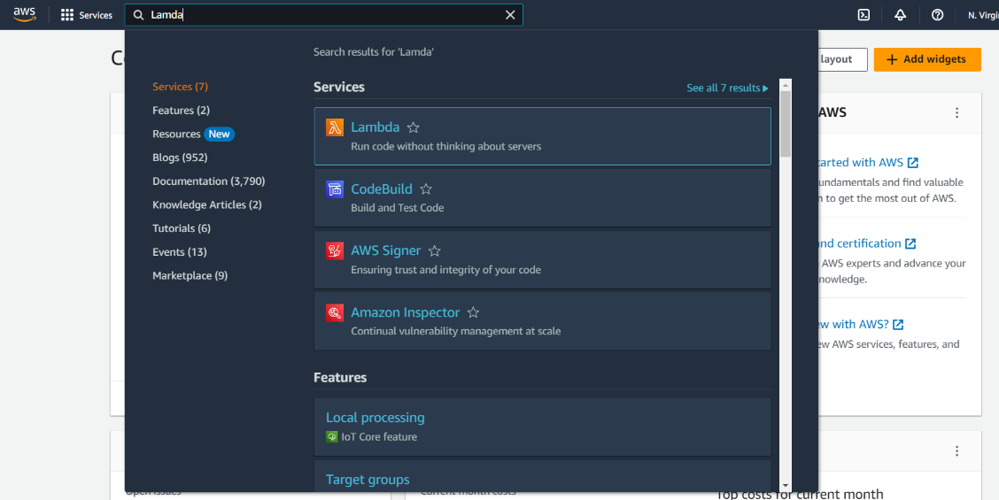 aws
Services
Lamda
N. Virgi
Search results for 'Lamda'
Services (7)
Features (2)
Resources New
Blogs (952)
Documentation (3,790)
Knowledge Articles (2)
Tutorials (6)
Events (13)
Marketplace (9)
Services
See all 7 results
Lambda
Run code without thinking about servers
CodeBuild
Build and Test Code
AWS Signer
Ensuring trust and integrity of your code
Amazon Inspector
Continual vulnerability management at scale
Features
Local processing
IoT Core feature
Target groups
layout
+ Add widgets
AWS
tarted with AWS
undamentals and find valuable
n to get the most out of AWS.
nd certification
AWS experts and advance your
nowledge.
ew with AWS?
ew AWS services, features, and
Open issues
Current month costs
Top costs for current month